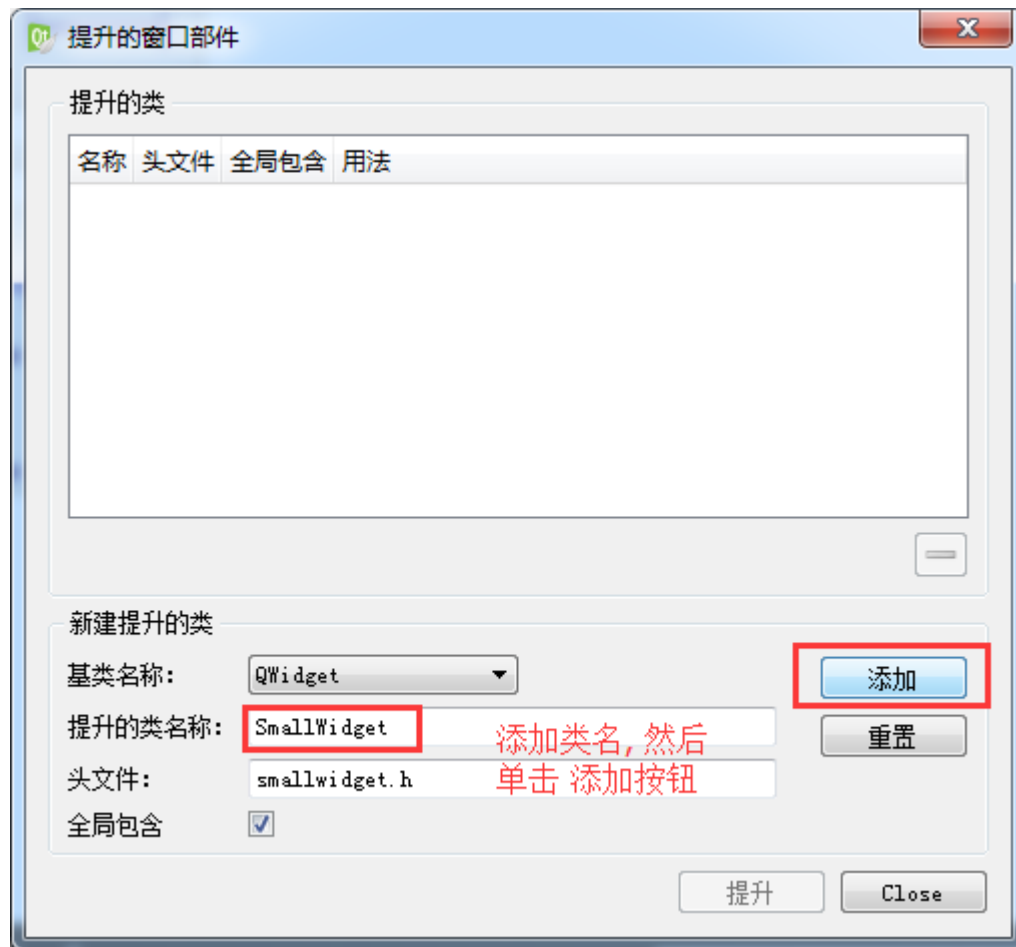 提升的窗口部件
提升的类
名称 头文件 全局包含 用法
新建提升的类
基类名称: QWidget 添加
提升的类名称: SmallWidget 添加类名,然后 重置
头文件: smallwidget.h 单击 添加按钮
全局包含
提升 Close